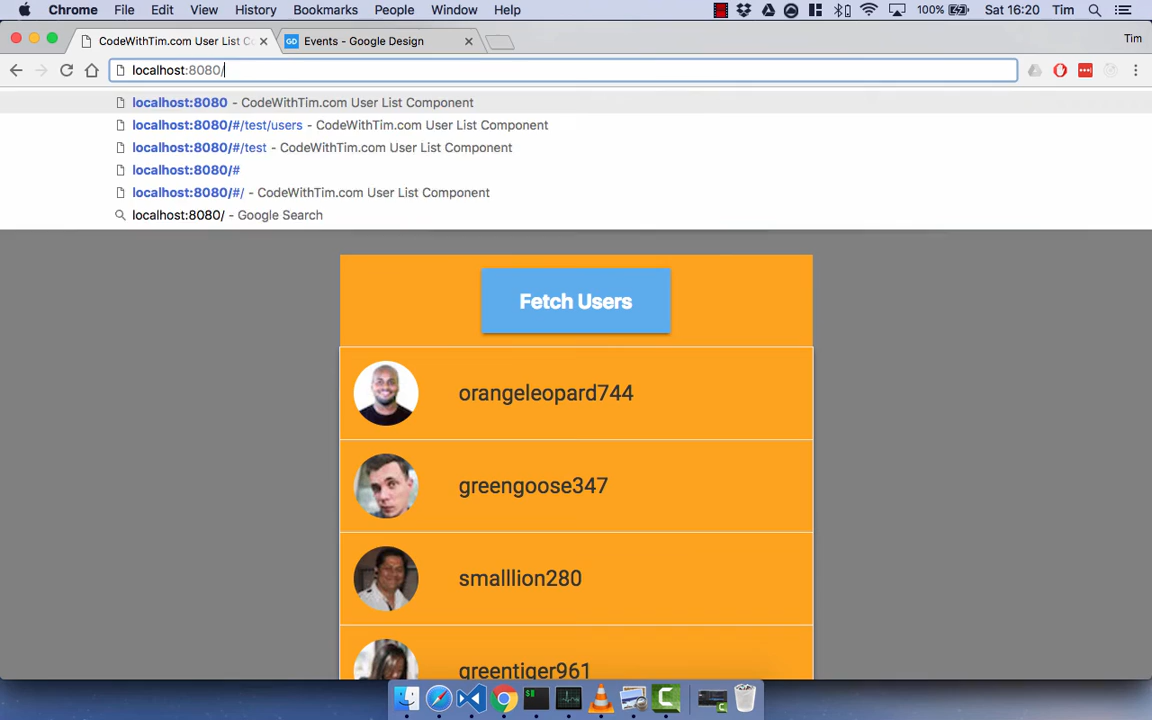 Chrome File Edit View History Bookmarks People Window Help 100% Sat 16:20 Tim
CodeWithTim.com User List Co GD Events - Google Design Tim
localhost:8080/
localhost:8080 - CodeWithTim.com User List Component
localhost:8080/#/test/users - CodeWithTim.com User List Component
localhost:8080/#/test - CodeWithTim.com User List Component
localhost:8080/#
localhost:8080/#/ - CodeWithTim.com User List Component
localhost:8080/ - Google Search
Fetch Users
orangeleopard744
greengoose347
smalllion280
greentiger961